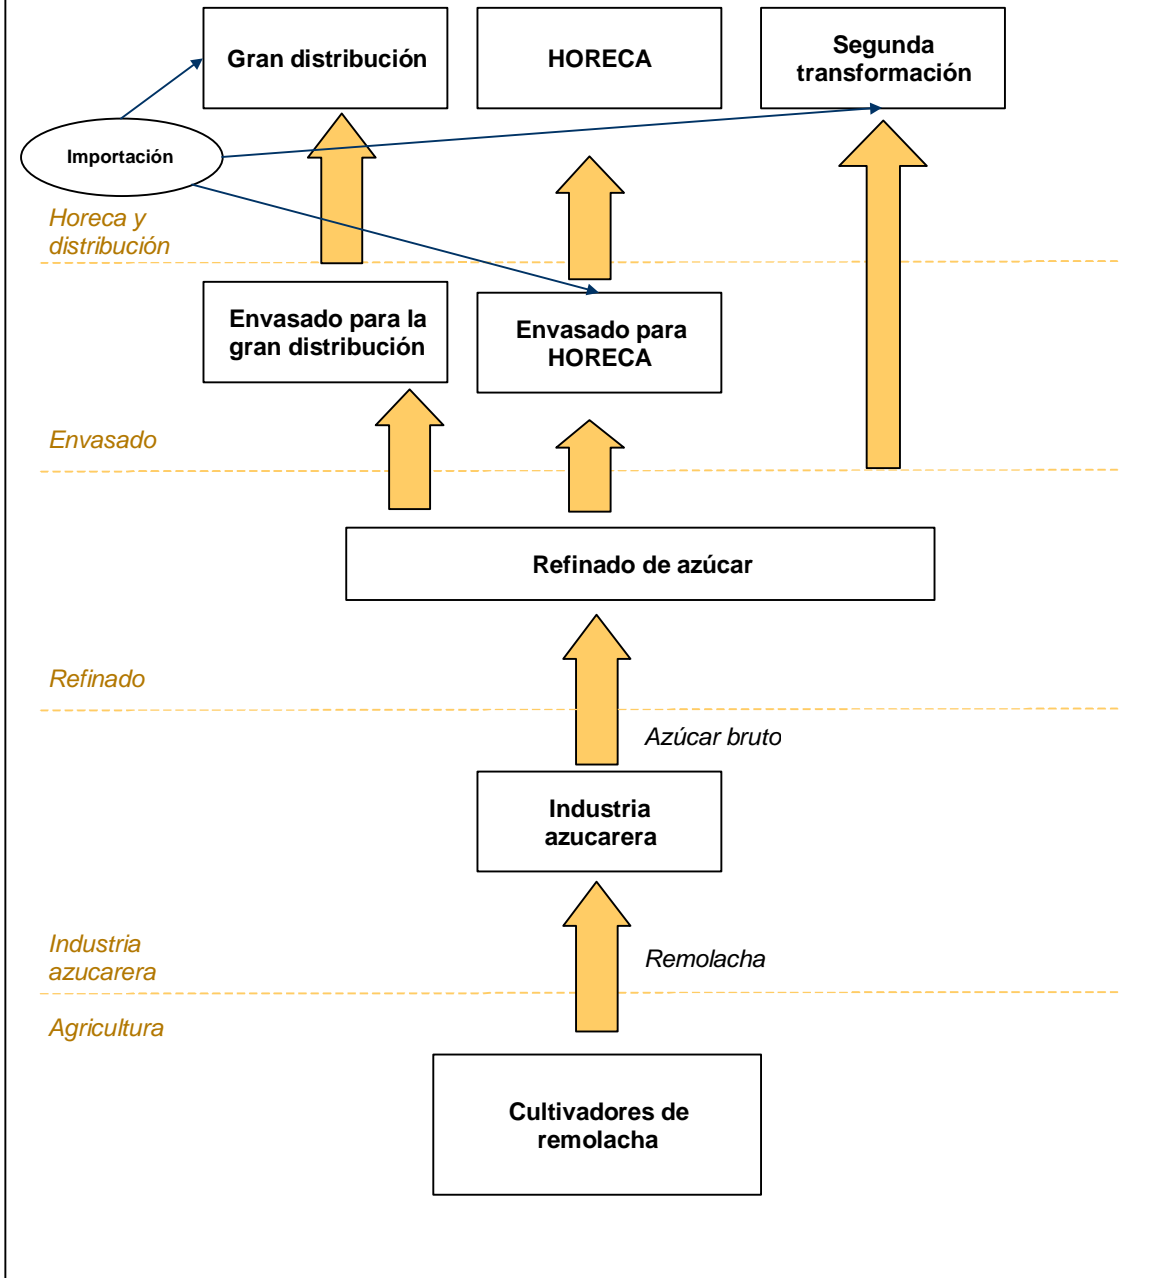 Gran distribución
HORECA
Segunda
transformación
Importación
Horeca y
distribución
Envasado para la
gran distribución
Envasado para
HORECA
Envasado
Refinado de azúcar
Refinado
Azúcar bruto
Industria
azucarera
Industria
azucarera
Remolacha
Agricultura
Cultivadores de
remolacha